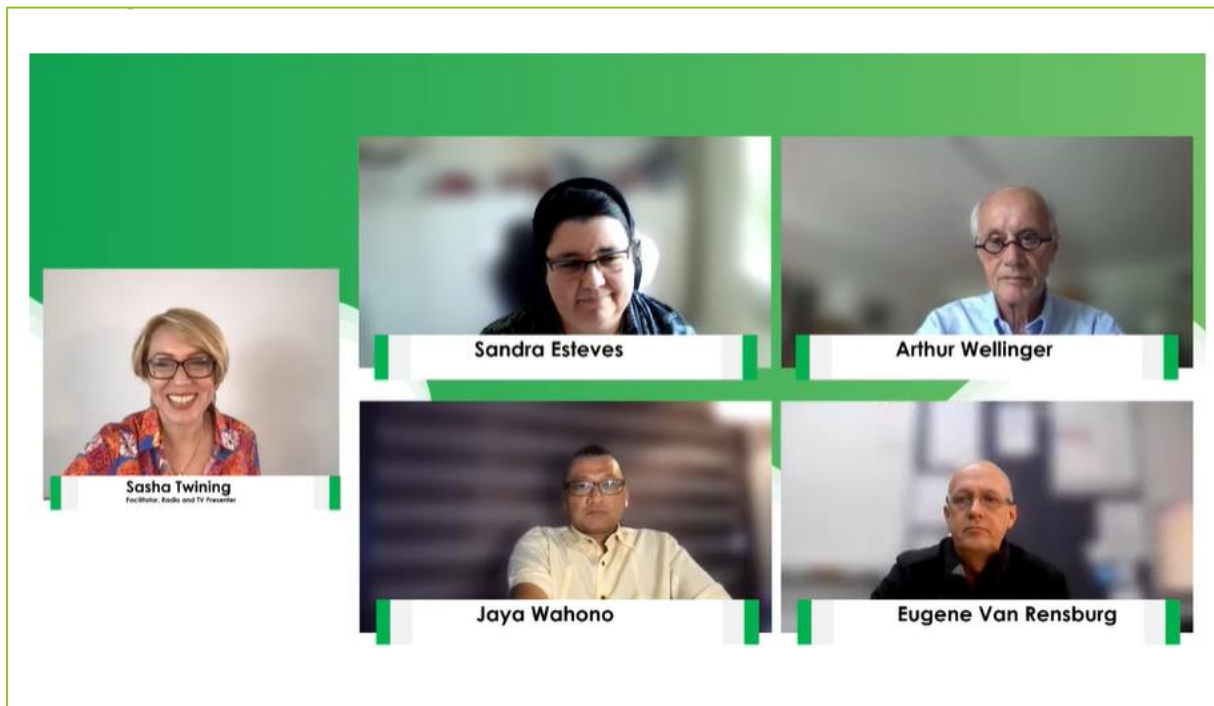 Sandra Esteves
Arthur Wellinger
Sasha Twining
Facilitator, Radio and TV Presenter
Jaya Wahono
Eugene Van Rensburg